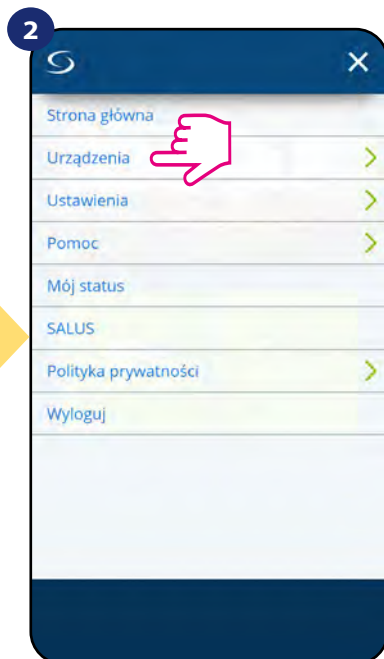 2
Strona główna
Urządzenia
Ustawienia
Pomoc
Mój status
SALUS
Polityka prywatności
Wyloguj